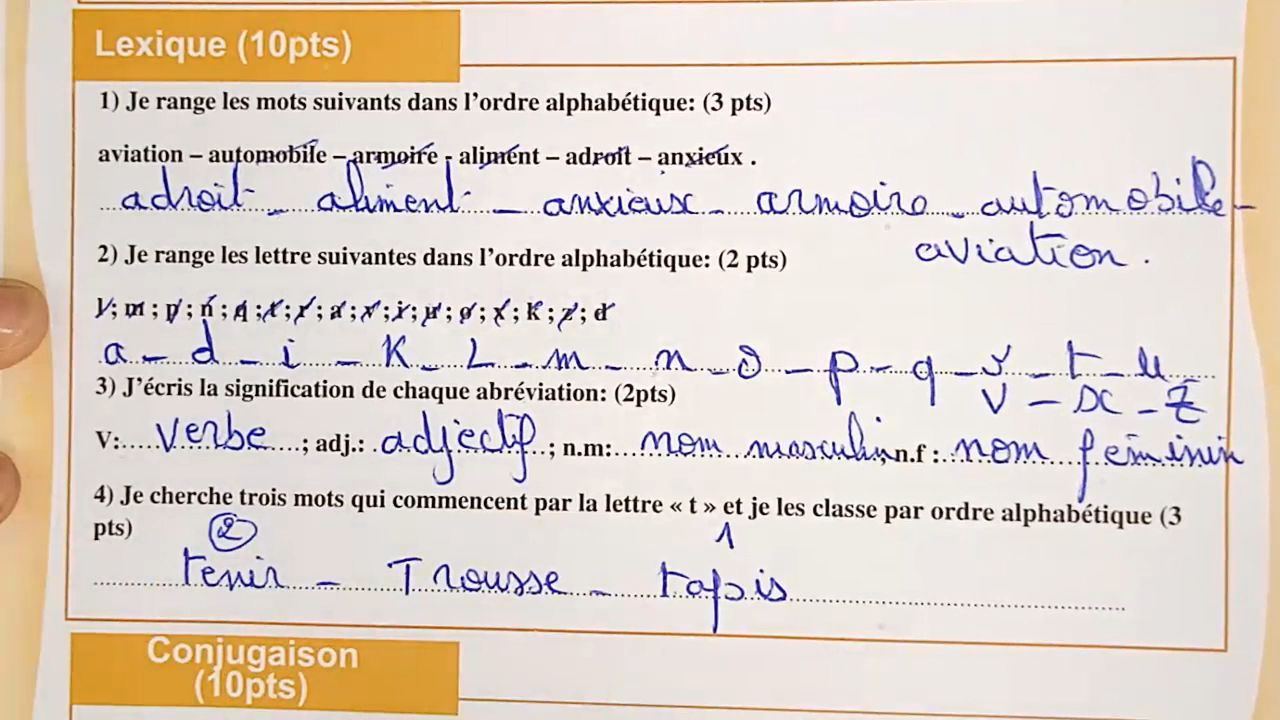 Lexique (10pts)
1) Je range les mots suivants dans l'ordre alphabétique: (3 pts)
aviation – automobile – armoire - aliment – adroit – anxieux .
adroit - aliment - anxieux - armoire - automobile -
aviation .
2) Je range les lettre suivantes dans l'ordre alphabétique: (2 pts)
a - d - i - K - L - m - n - o - p - q - r - t - u
v - x - z
3) J'écris la signification de chaque abréviation: (2pts)
V: verbe ; adj.: adjectif ; n.m: nom masculin ; n.f : nom feminin
4) Je cherche trois mots qui commencent par la lettre « t » et je les classe par ordre alphabétique (3
pts) 2 1
tenir - Trousse - tapis
Conjugaison
(10pts)